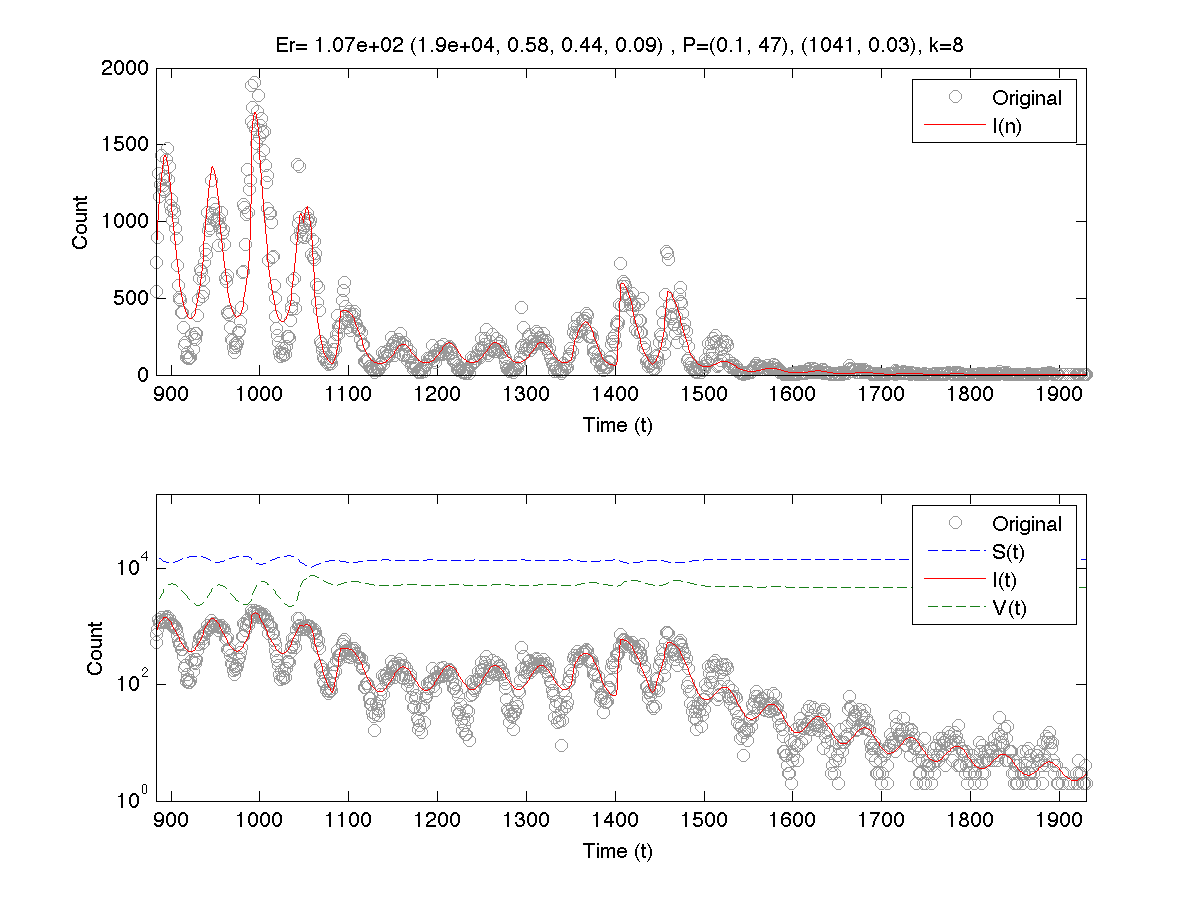 Er= 1.07e+02 (1.9e+04, 0.58, 0.44, 0.09) , P=(0.1, 47), (1041, 0.03), k=8
2000
1500
1000
500
0
Count
Original
I(n)
900 1000 1100 1200 1300 1400 1500 1600 1700 1800 1900
Time (t)
10^4
10^2
10^0
Count
Original
S(t)
I(t)
V(t)
900 1000 1100 1200 1300 1400 1500 1600 1700 1800 1900
Time (t)